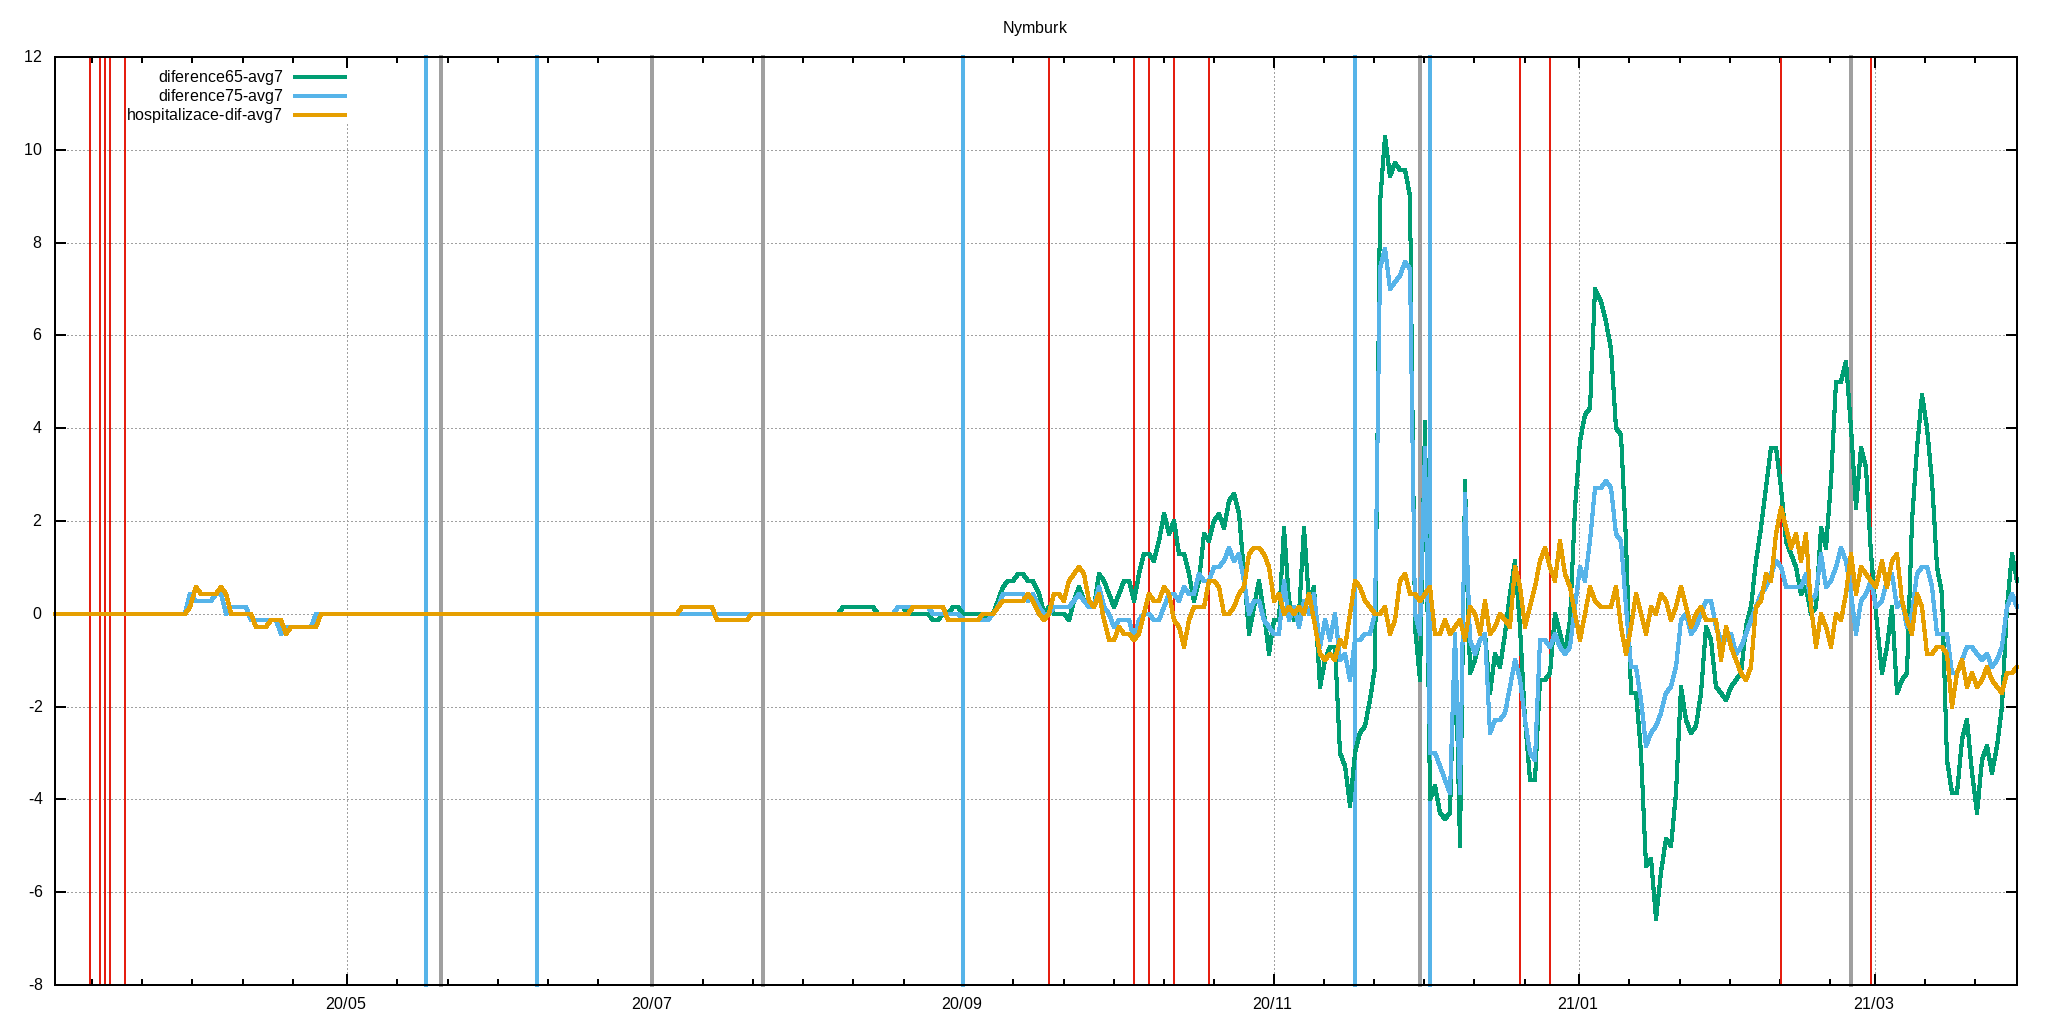 Nymburk
12
diference65-avg7
diference75-avg7
hospitalizace-dif-avg7
10
8
6
4
2
0
-2
-4
-6
-8
20/05 20/07 20/09 20/11 21/01 21/03